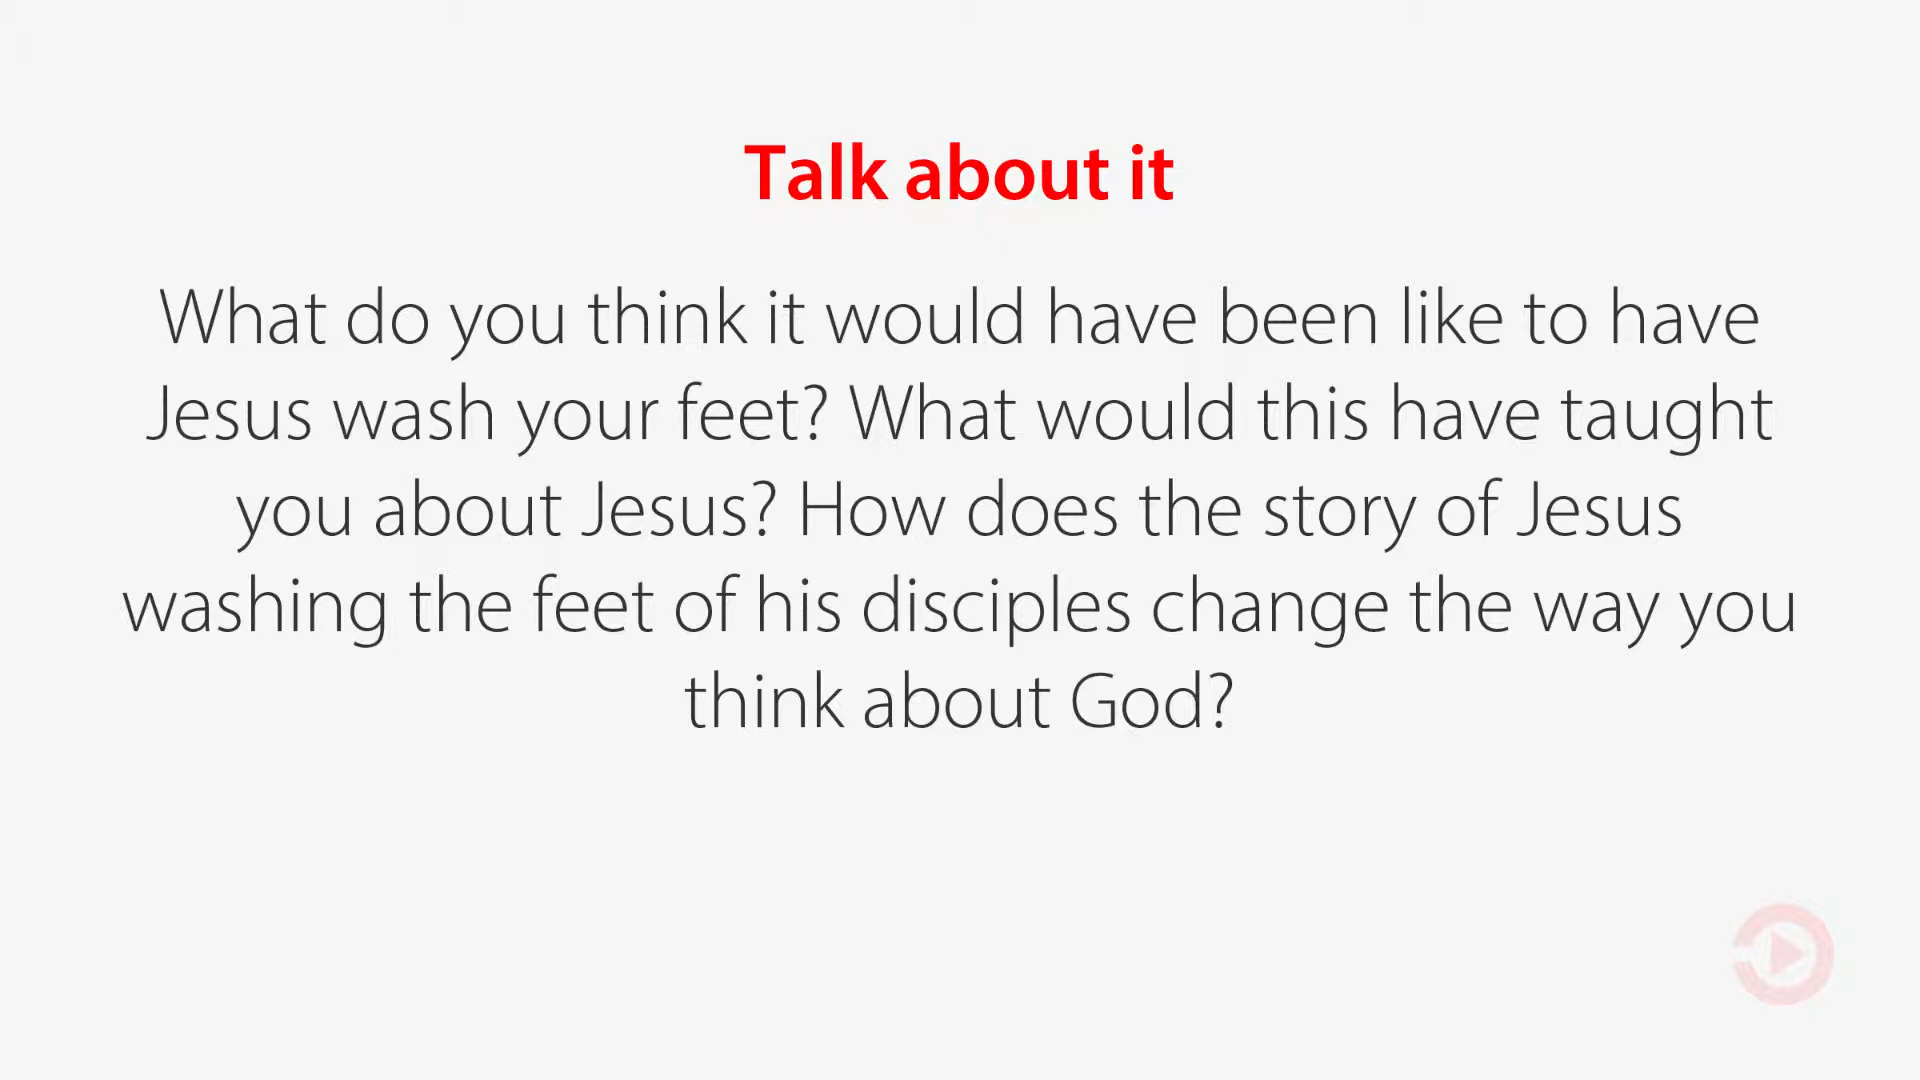 Talk about it
What do you think it would have been like to have
Jesus wash your feet? What would this have taught
you about Jesus? How does the story of Jesus
washing the feet of his disciples change the way you
think about God?